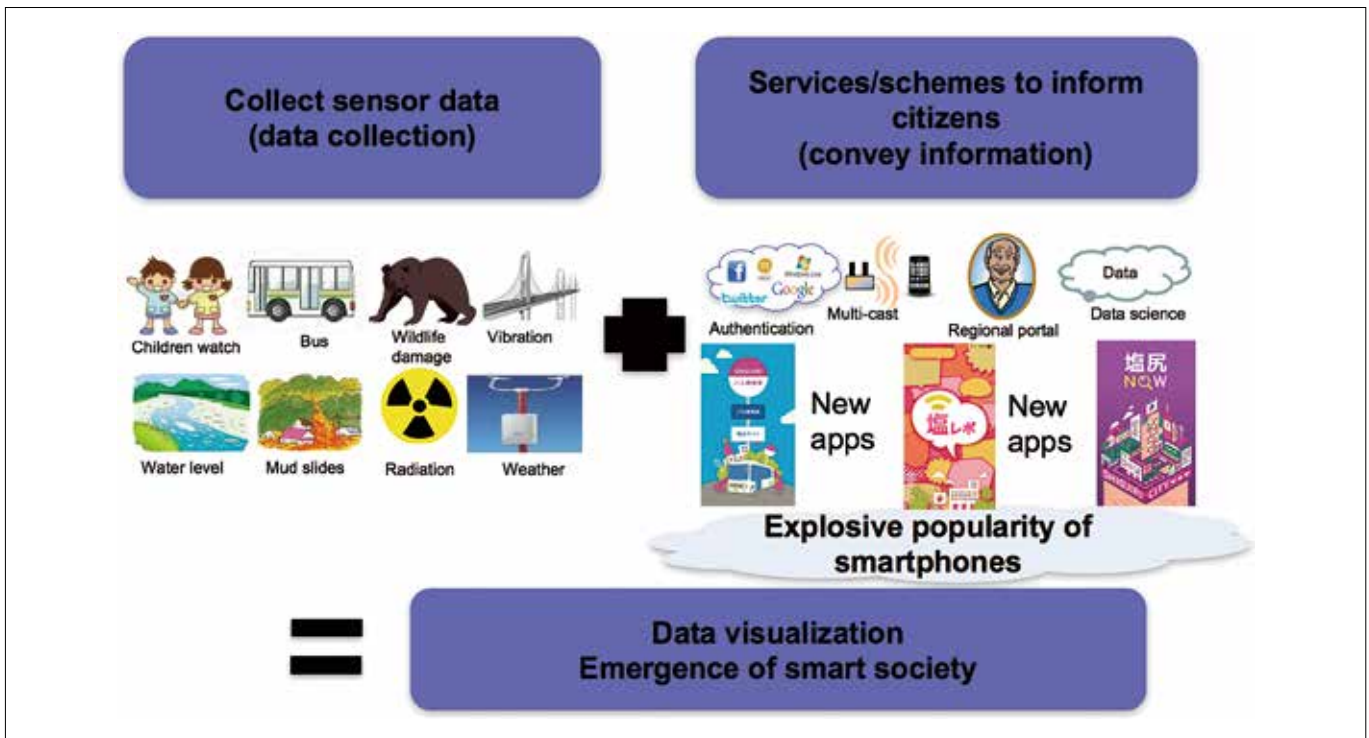 Collect sensor data
(data collection)
Services/schemes to inform
citizens
(convey information)
Children watch
Bus
Wildlife
damage
Vibration
Water level
Mud slides
Radiation
Weather
twitter
Google
Authentication
Multi-cast
Regional portal
Data
Data science
New
apps
塩レポ
New
apps
塩尻
NOW
Explosive popularity of
smartphones
Data visualization
Emergence of smart society